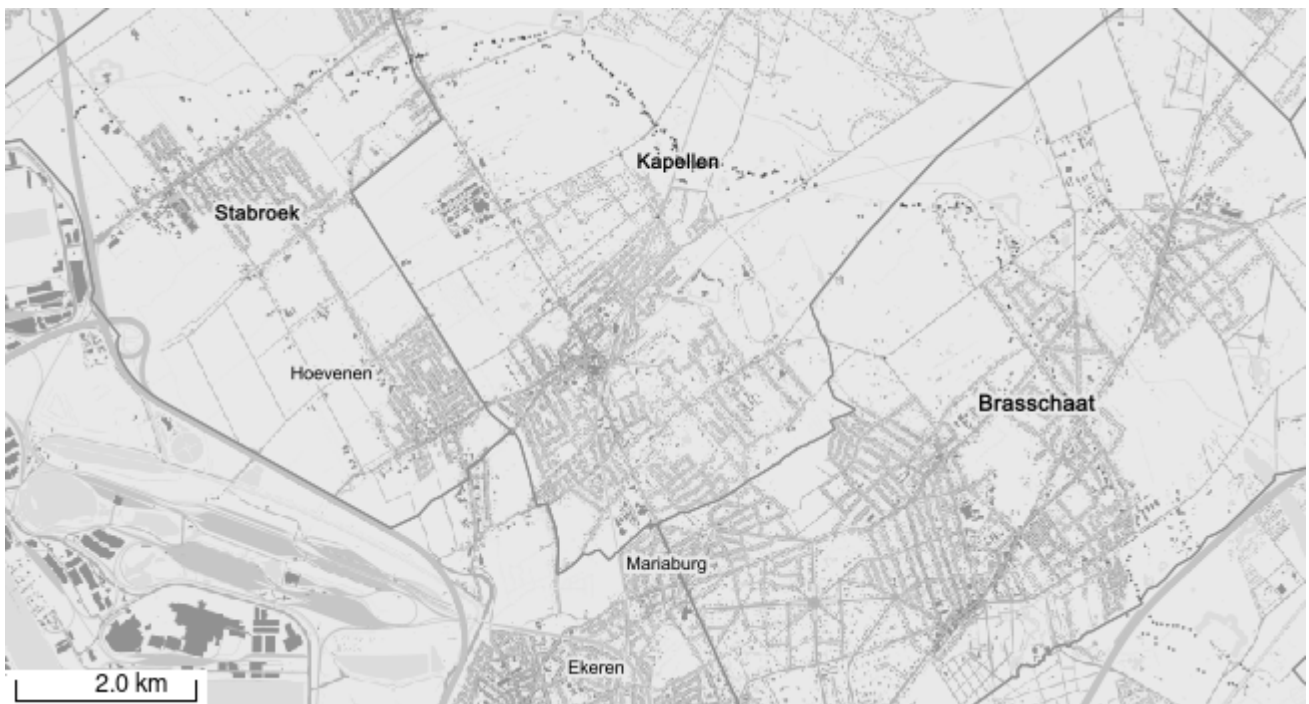 Kapellen
Stabroek
Hoevenen
Brasschaat
Mariaburg
Ekeren
2.0 km